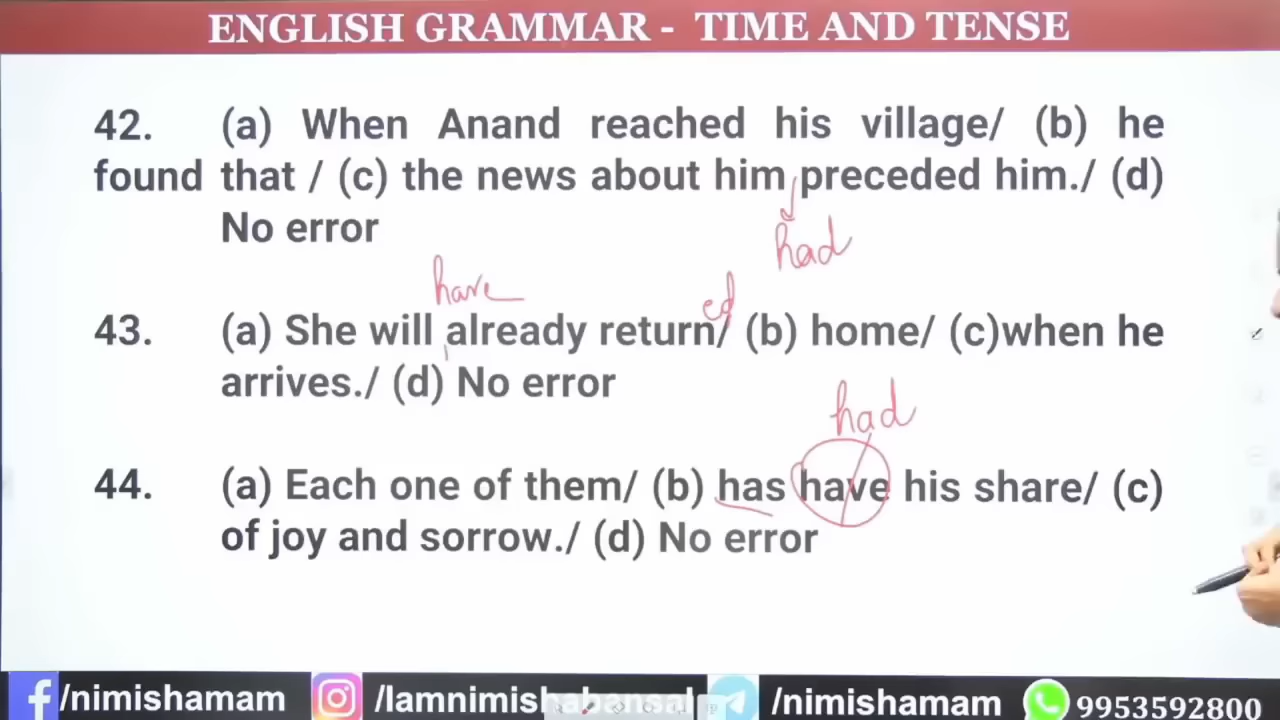 ENGLISH GRAMMAR - TIME AND TENSE
42. (a) When Anand reached his village/ (b) he
found that / (c) the news about him preceded him./ (d)
No error
had
have
ed
43. (a) She will already return/ (b) home/ (c)when he
arrives./ (d) No error
had
44. (a) Each one of them/ (b) has have his share/ (c)
of joy and sorrow./ (d) No error
/nimishamam /Iamnimishabansal /nimishamam 9953592800